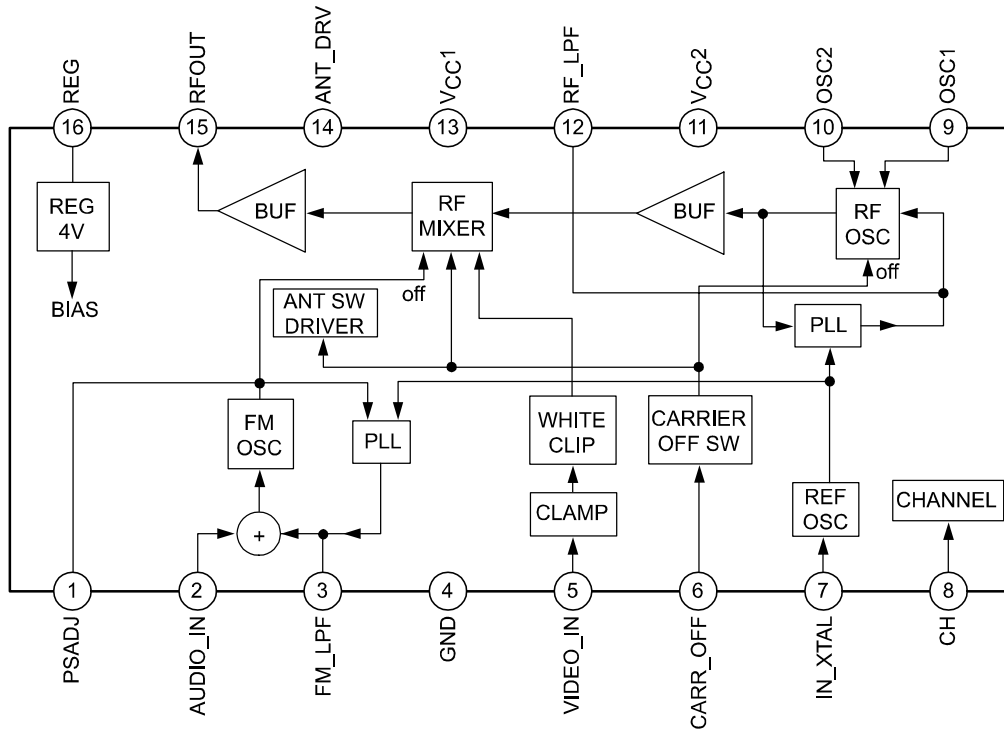 REG
RFOUT
ANT_DRV
VCC1
RF_LPF
VCC2
OSC2
OSC1
16
15
14
13
12
11
10
9
REG
4V
BUF
RF
MIXER
BUF
RF
OSC
off
off
BIAS
ANT SW
DRIVER
PLL
FM
OSC
PLL
WHITE
CLIP
CARRIER
OFF SW
CLAMP
REF
OSC
CHANNEL
+
1
2
3
4
5
6
7
8
PSADJ
AUDIO_IN
FM_LPF
GND
VIDEO_IN
CARR_OFF
IN_XTAL
CH